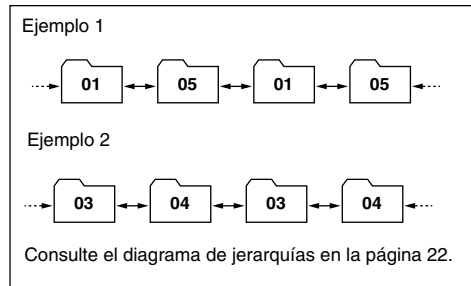 Ejemplo 1
01 05 01 05
Ejemplo 2
03 04 03 04
Consulte el diagrama de jerarquías en la página 22.